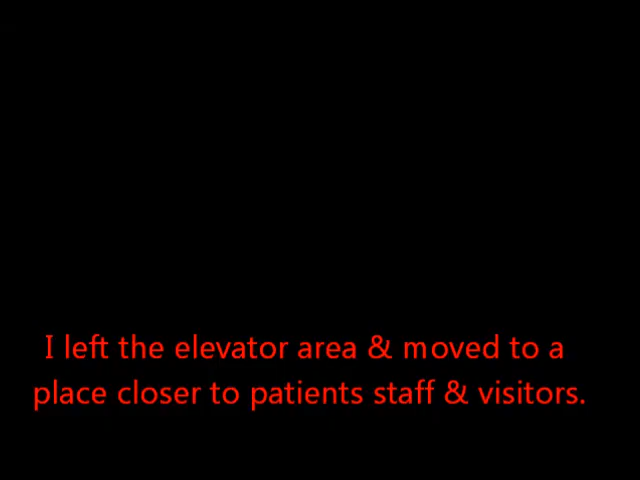 I left the elevator area & moved to a
place closer to patients staff & visitors.